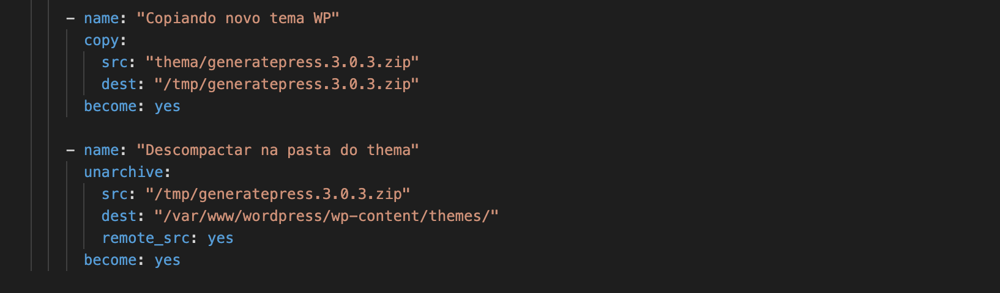 - name: "Copiando novo tema WP"
copy:
src: "thema/generatepress.3.0.3.zip"
dest: "/tmp/generatepress.3.0.3.zip"
become: yes
- name: "Descompactar na pasta do thema"
unarchive:
src: "/tmp/generatepress.3.0.3.zip"
dest: "/var/www/wordpress/wp-content/themes/"
remote_src: yes
become: yes